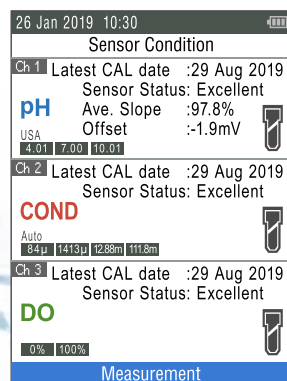 26 Jan 2019 10:30
Sensor Condition
Ch 1 Latest CAL date :29 Aug 2019
Sensor Status: Excellent
pH Ave. Slope :97.8%
Offset :-1.9mV
USA
4.01 7.00 10.01
Ch 2 Latest CAL date :29 Aug 2019
Sensor Status: Excellent
COND
Auto
84µ 1413µ 12.88m 111.8m
Ch 3 Latest CAL date :29 Aug 2019
Sensor Status: Excellent
DO
0% 100%
Measurement